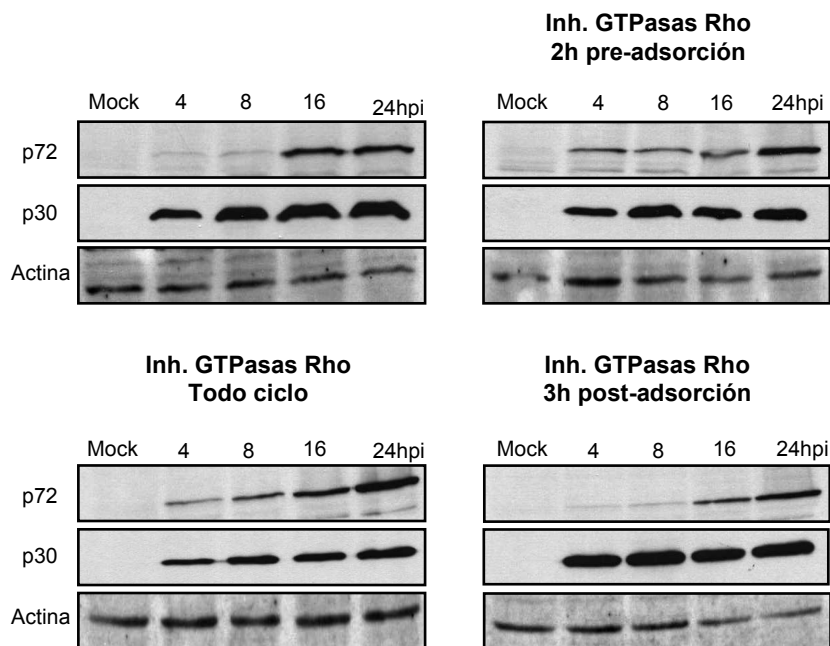 Inh. GTPasas Rho
2h pre-adsorción
Mock 4 8 16 24hpi
p72
p30
Actina
Mock 4 8 16 24hpi
Inh. GTPasas Rho
Todo ciclo
Mock 4 8 16 24hpi
p72
p30
Actina
Inh. GTPasas Rho
3h post-adsorción
Mock 4 8 16 24hpi